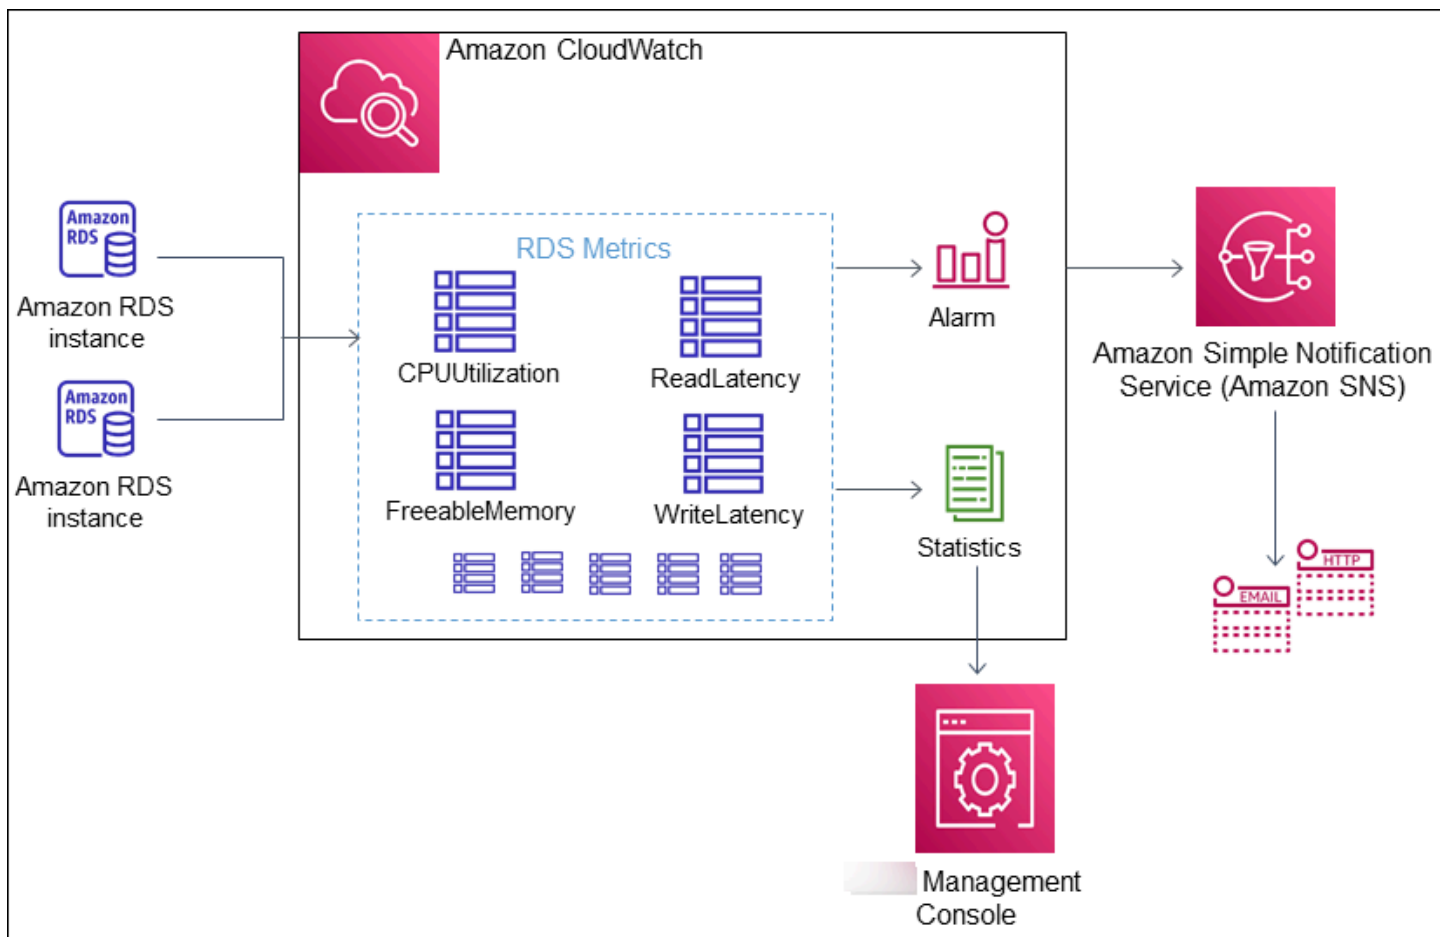 Amazon CloudWatch
Amazon
RDS
Amazon RDS
instance
Amazon
RDS
Amazon RDS
instance
RDS Metrics
CPUUtilization
ReadLatency
FreeableMemory
WriteLatency
Alarm
Statistics
Amazon Simple Notification
Service (Amazon SNS)
HTTP
EMAIL
Management
Console